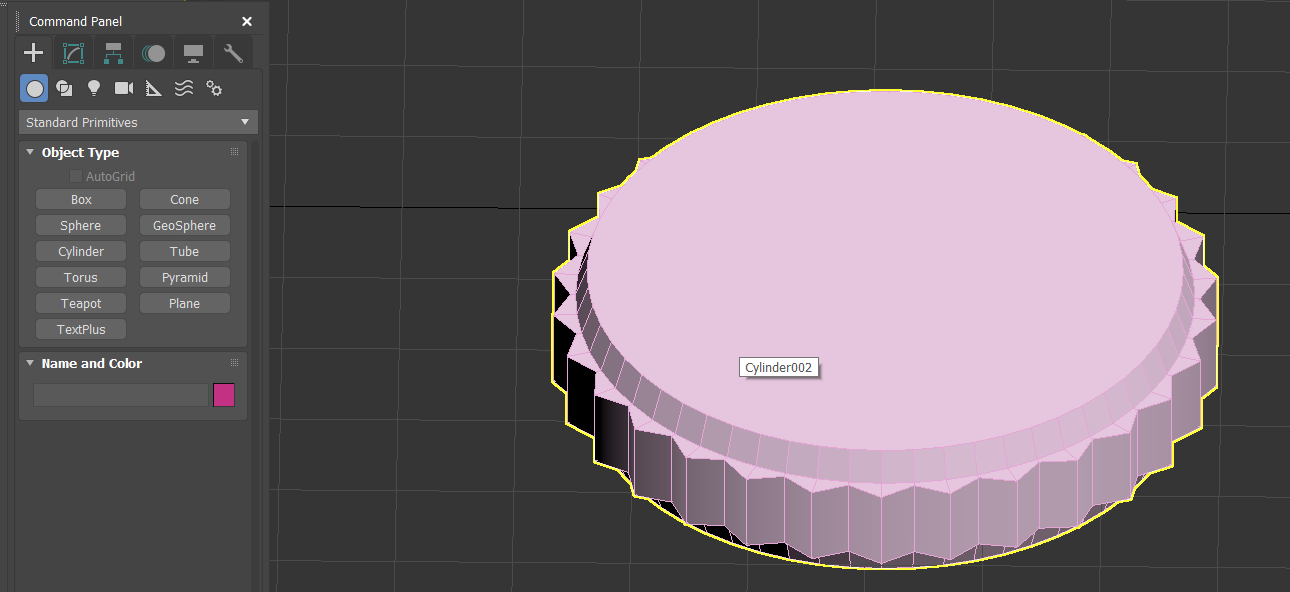 Command Panel
Standard Primitives
Object Type
AutoGrid
Box Cone
Sphere GeoSphere
Cylinder Tube
Torus Pyramid
Teapot Plane
TextPlus
Name and Color
Cylinder002